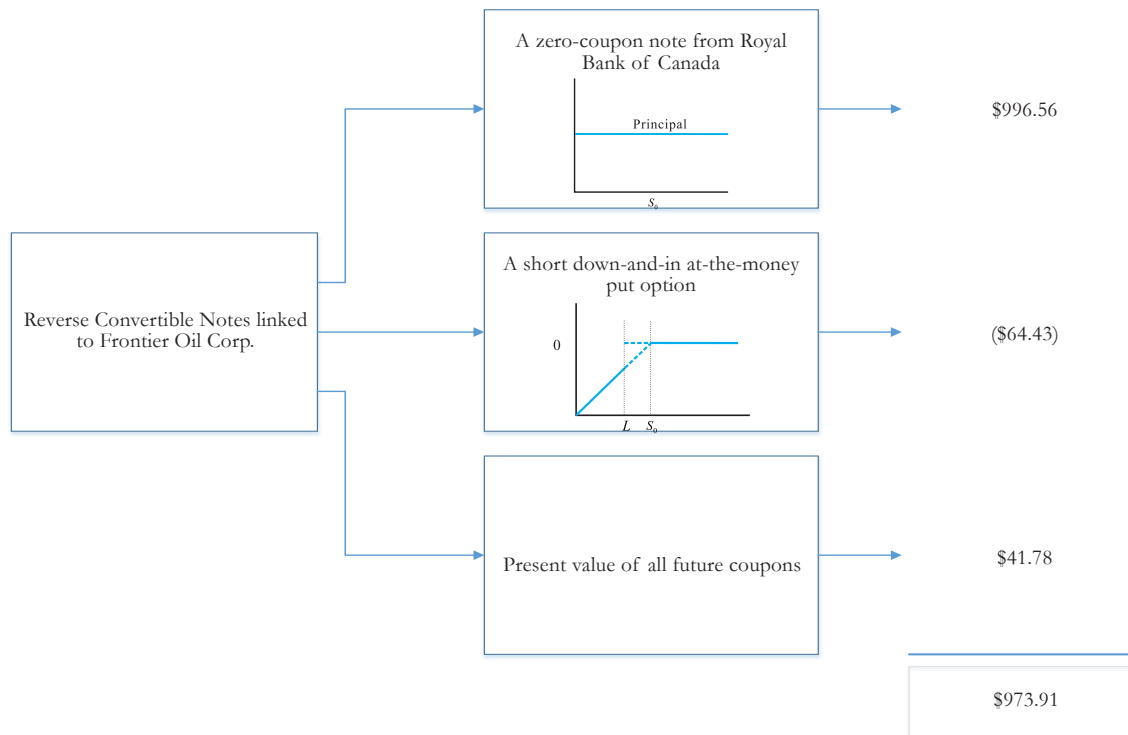 A zero-coupon note from Royal
Bank of Canada
Principal
S₀
$996.56
Reverse Convertible Notes linked
to Frontier Oil Corp.
A short down-and-in at-the-money
put option
0
L S₀
($64.43)
Present value of all future coupons
$41.78
$973.91